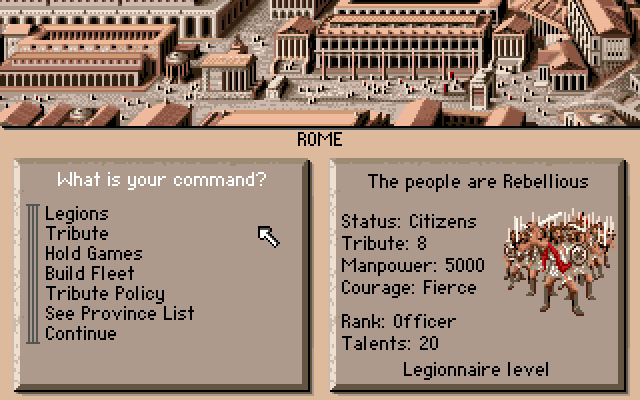 ROME
What is your command?
Legions
Tribute
Hold Games
Build Fleet
Tribute Policy
See Province List
Continue
The people are Rebellious
Status: Citizens
Tribute: 8
Manpower: 5000
Courage: Fierce
Rank: Officer
Talents: 20
Legionnaire level